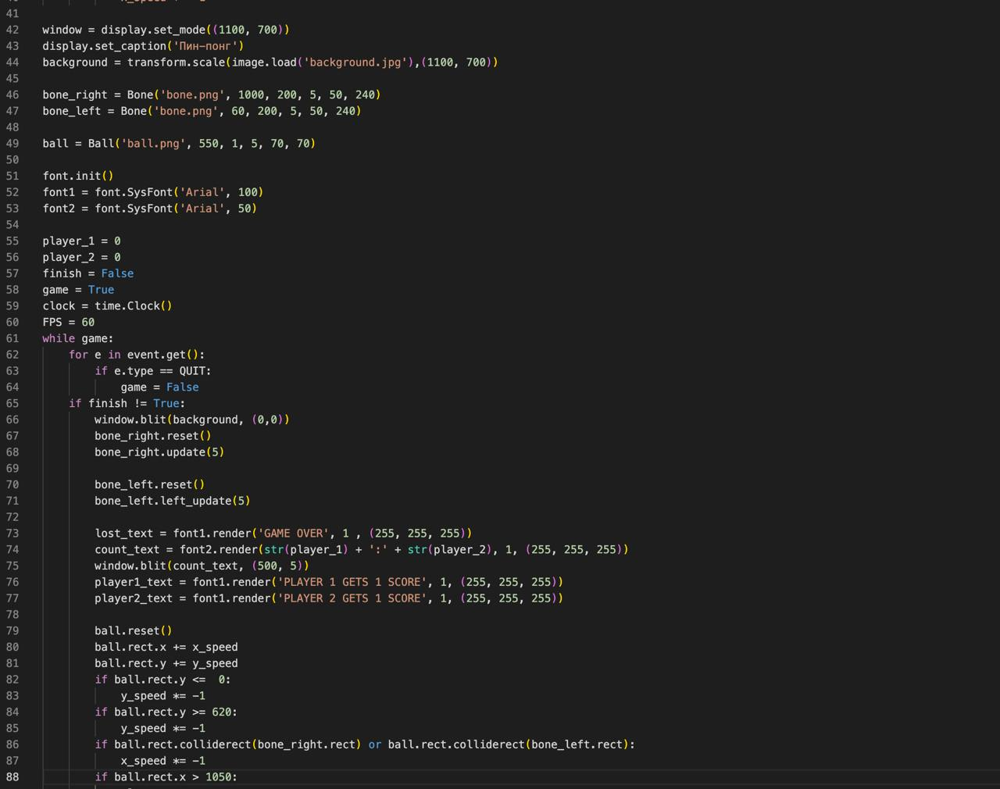 41
42 window = display.set_mode((1100, 700))
43 display.set_caption('Пин-понг')
44 background = transform.scale(image.load('background.jpg'),(1100, 700))
45
46 bone_right = Bone('bone.png', 1000, 200, 5, 50, 240)
47 bone_left = Bone('bone.png', 60, 200, 5, 50, 240)
48
49 ball = Ball('ball.png', 550, 1, 5, 70, 70)
50
51 font.init()
52 font1 = font.SysFont('Arial', 100)
53 font2 = font.SysFont('Arial', 50)
54
55 player_1 = 0
56 player_2 = 0
57 finish = False
58 game = True
59 clock = time.Clock()
60 FPS = 60
61 while game:
62     for e in event.get():
63         if e.type == QUIT:
64             game = False
65     if finish != True:
66         window.blit(background, (0,0))
67         bone_right.reset()
68         bone_right.update(5)
69
70         bone_left.reset()
71         bone_left.left_update(5)
72
73         lost_text = font1.render('GAME OVER', 1 , (255, 255, 255))
74         count_text = font2.render(str(player_1) + ':' + str(player_2), 1, (255, 255, 255))
75         window.blit(count_text, (500, 5))
76         player1_text = font1.render('PLAYER 1 GETS 1 SCORE', 1, (255, 255, 255))
77         player2_text = font1.render('PLAYER 2 GETS 1 SCORE', 1, (255, 255, 255))
78
79         ball.reset()
80         ball.rect.x += x_speed
81         ball.rect.y += y_speed
82         if ball.rect.y <=  0:
83             y_speed *= -1
84         if ball.rect.y >= 620:
85             y_speed *= -1
86         if ball.rect.colliderect(bone_right.rect) or ball.rect.colliderect(bone_left.rect):
87             x_speed *= -1
88         if ball.rect.x > 1050: